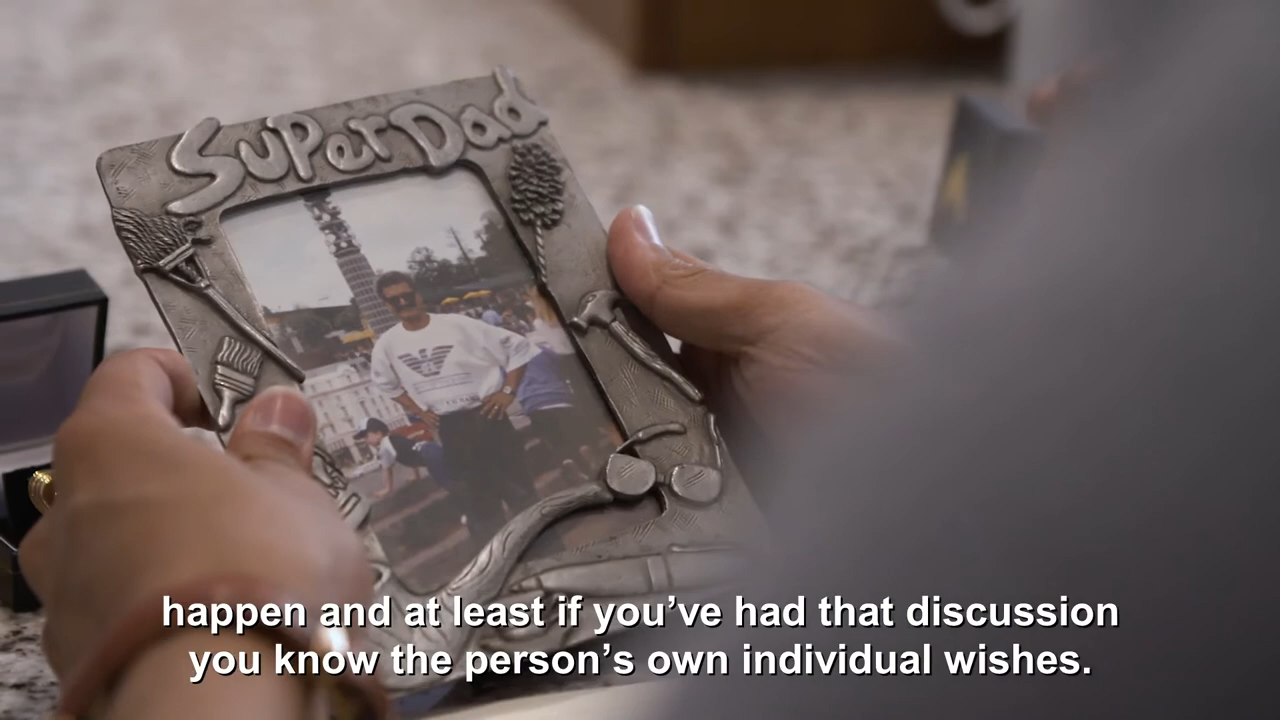 SuperDad
happen and at least if you’ve had that discussion
you know the person’s own individual wishes.